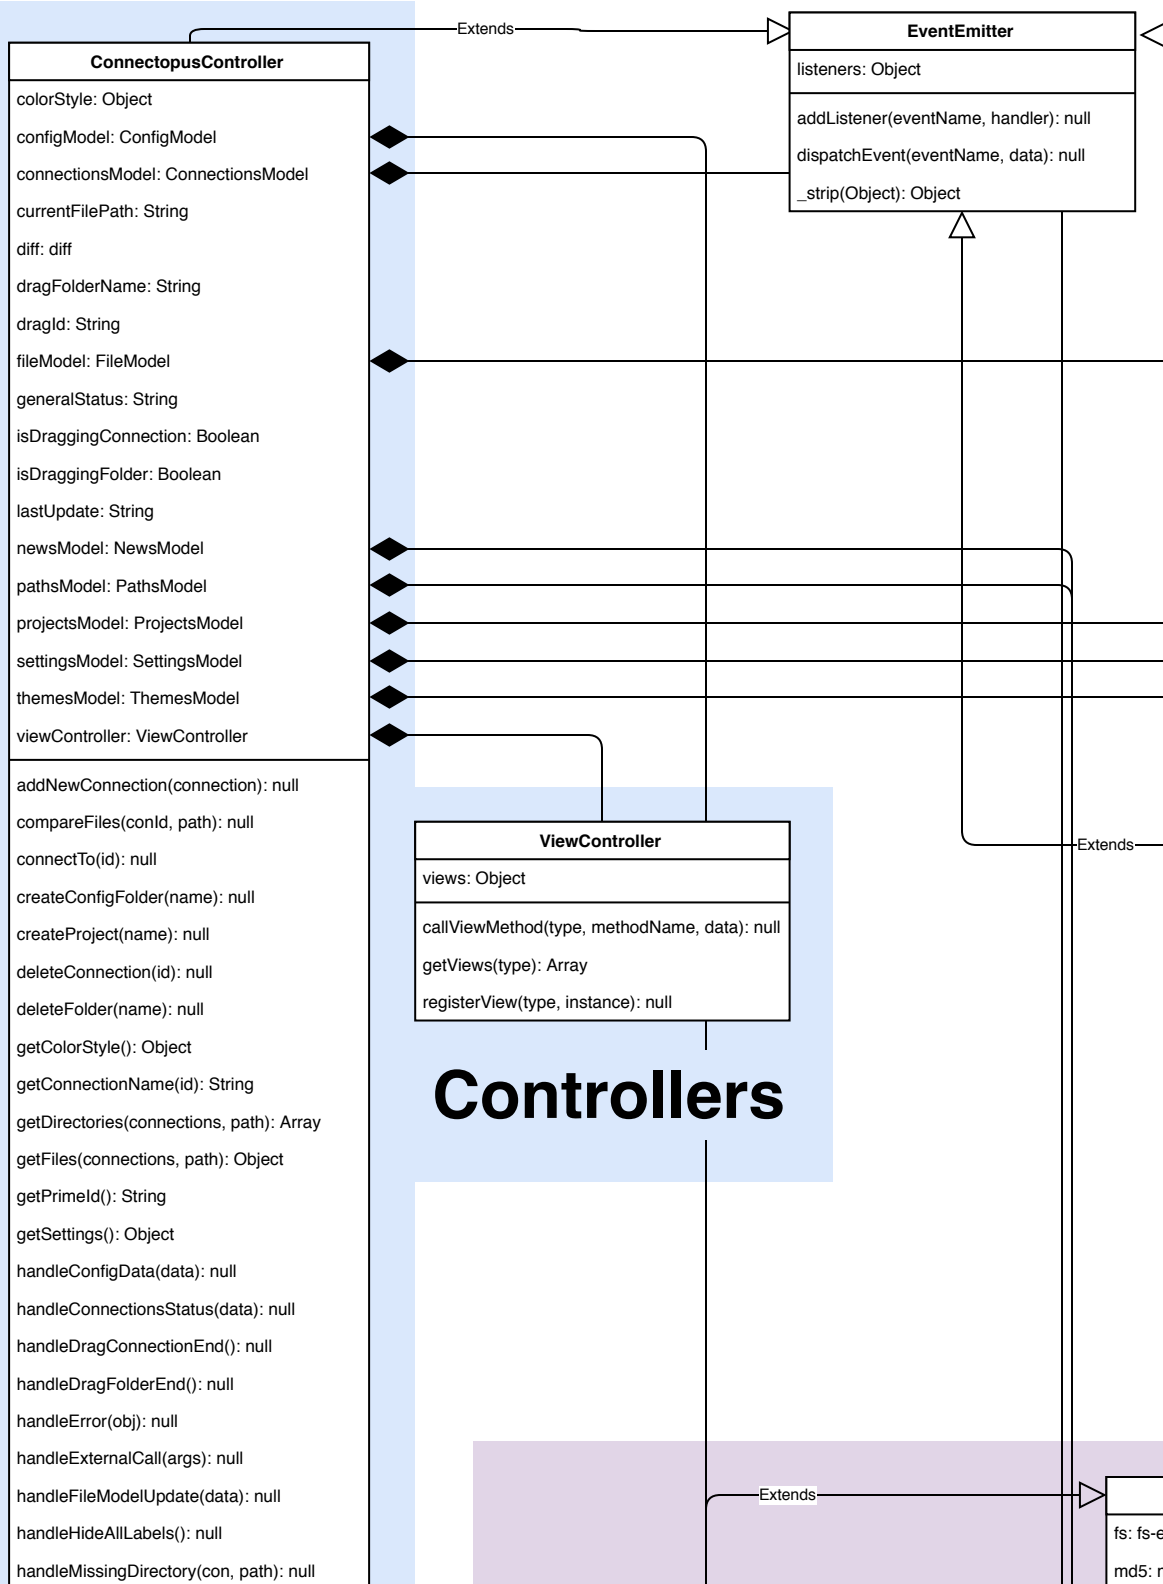 Extends
EventEmitter
listeners: Object
addListener(eventName, handler): null
dispatchEvent(eventName, data): null
_strip(Object): Object
ConnectopusController
colorStyle: Object
configModel: ConfigModel
connectionsModel: ConnectionsModel
currentFilePath: String
diff: diff
dragFolderName: String
dragId: String
fileModel: FileModel
generalStatus: String
isDraggingConnection: Boolean
isDraggingFolder: Boolean
lastUpdate: String
newsModel: NewsModel
pathsModel: PathsModel
projectsModel: ProjectsModel
settingsModel: SettingsModel
themesModel: ThemesModel
viewController: ViewController
addNewConnection(connection): null
compareFiles(conId, path): null
connectTo(id): null
createConfigFolder(name): null
createProject(name): null
deleteConnection(id): null
deleteFolder(name): null
getColorStyle(): Object
getConnectionName(id): String
getDirectories(connections, path): Array
getFiles(connections, path): Object
getPrimeId(): String
getSettings(): Object
handleConfigData(data): null
handleConnectionsStatus(data): null
handleDragConnectionEnd(): null
handleDragFolderEnd(): null
handleError(obj): null
handleExternalCall(args): null
handleFileModelUpdate(data): null
handleHideAllLabels(): null
handleMissingDirectory(con, path): null
ViewController
views: Object
callViewMethod(type, methodName, data): null
getViews(type): Array
registerView(type, instance): null
Controllers
Extends
Extends
fs: fs-e
md5: